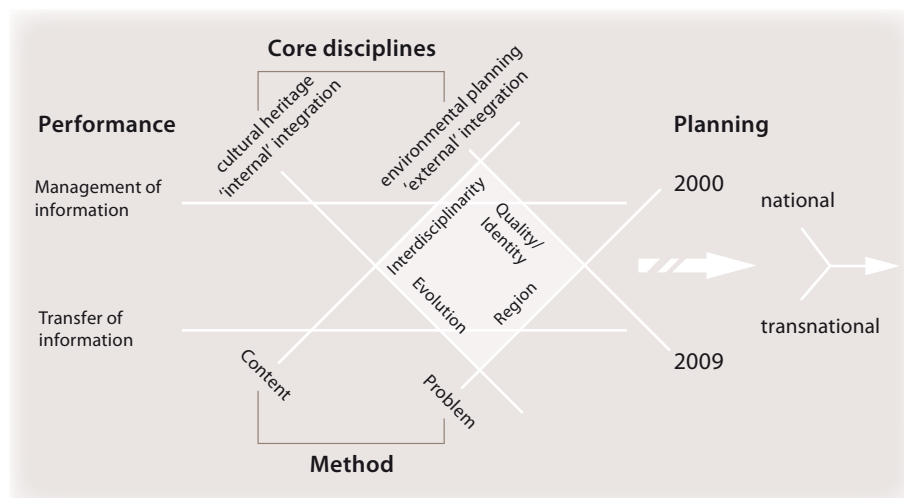 Core disciplines
cultural heritage
‘internal’ integration
environmental planning
‘external’ integration
Performance
Planning
Management of
information
2000
national
Interdisciplinarity
Quality/
Identity
Evolution
Region
Transfer of
information
transnational
2009
Content
Problem
Method